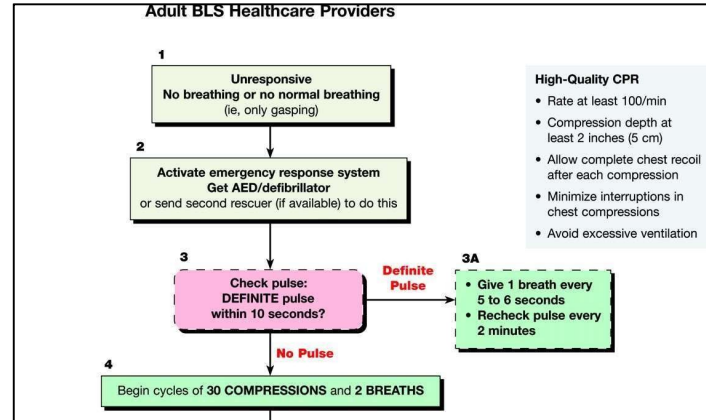 Adult BLS Healthcare Providers
1
Unresponsive
No breathing or no normal breathing
(ie, only gasping)
2
Activate emergency response system
Get AED/defibrillator
or send second rescuer (if available) to do this
High-Quality CPR
• Rate at least 100/min
• Compression depth at
least 2 inches (5 cm)
• Allow complete chest recoil
after each compression
• Minimize interruptions in
chest compressions
• Avoid excessive ventilation
3
Check pulse:
DEFINITE pulse
within 10 seconds?
Definite
Pulse
3A
• Give 1 breath every
5 to 6 seconds
• Recheck pulse every
2 minutes
No Pulse
4
Begin cycles of 30 COMPRESSIONS and 2 BREATHS